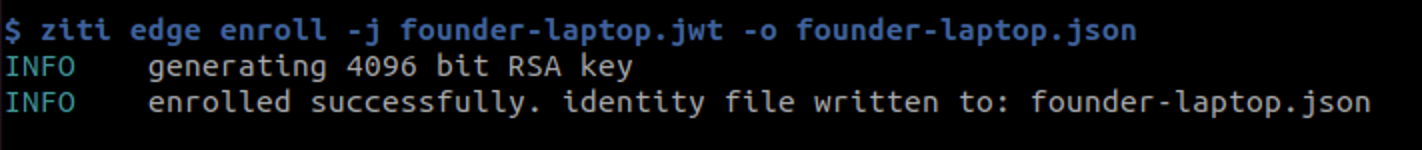 $ ziti edge enroll -j founder-laptop.jwt -o founder-laptop.json
INFO    generating 4096 bit RSA key
INFO    enrolled successfully. identity file written to: founder-laptop.json